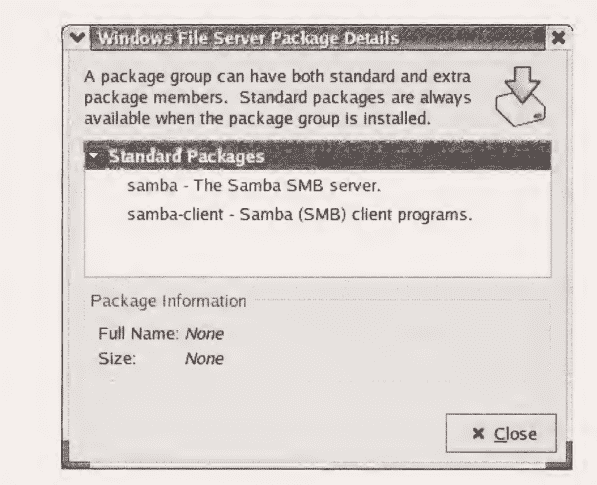 Windows File Server Package Details
A package group can have both standard and extra
package members. Standard packages are always
available when the package group is installed.
Standard Packages
samba - The Samba SMB server.
samba-client - Samba (SMB) client programs.
Package Information
Full Name: None
Size: None
Close